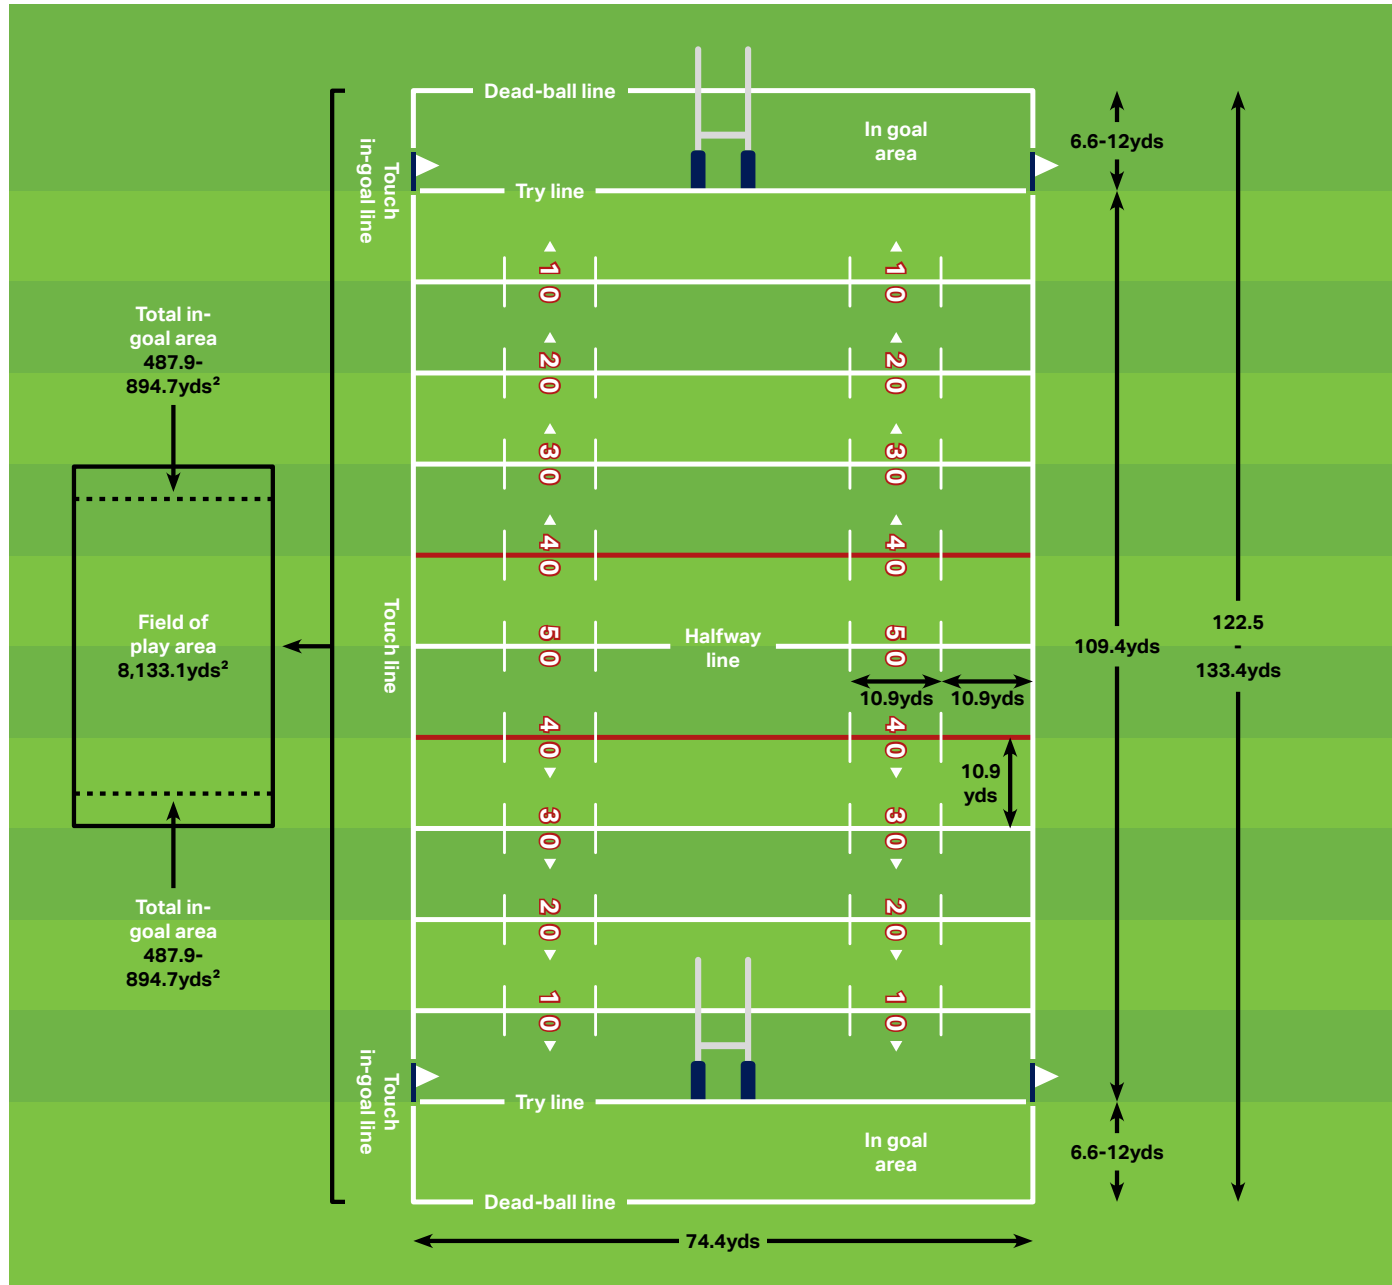 Dead-ball line
In goal
area
6.6-12yds
Touch
in-goal line
Try line
10
10
Total in-
goal area
487.9-
894.7yds²
20
20
30
30
40
40
Touch line
Field of
play area
8,133.1yds²
50
Halfway
line
50
109.4yds
122.5
-
133.4yds
10.9yds
10.9yds
40
40
10.9
yds
30
30
Total in-
goal area
487.9-
894.7yds²
20
20
10
10
Touch
in-goal line
Try line
In goal
area
6.6-12yds
Dead-ball line
74.4yds